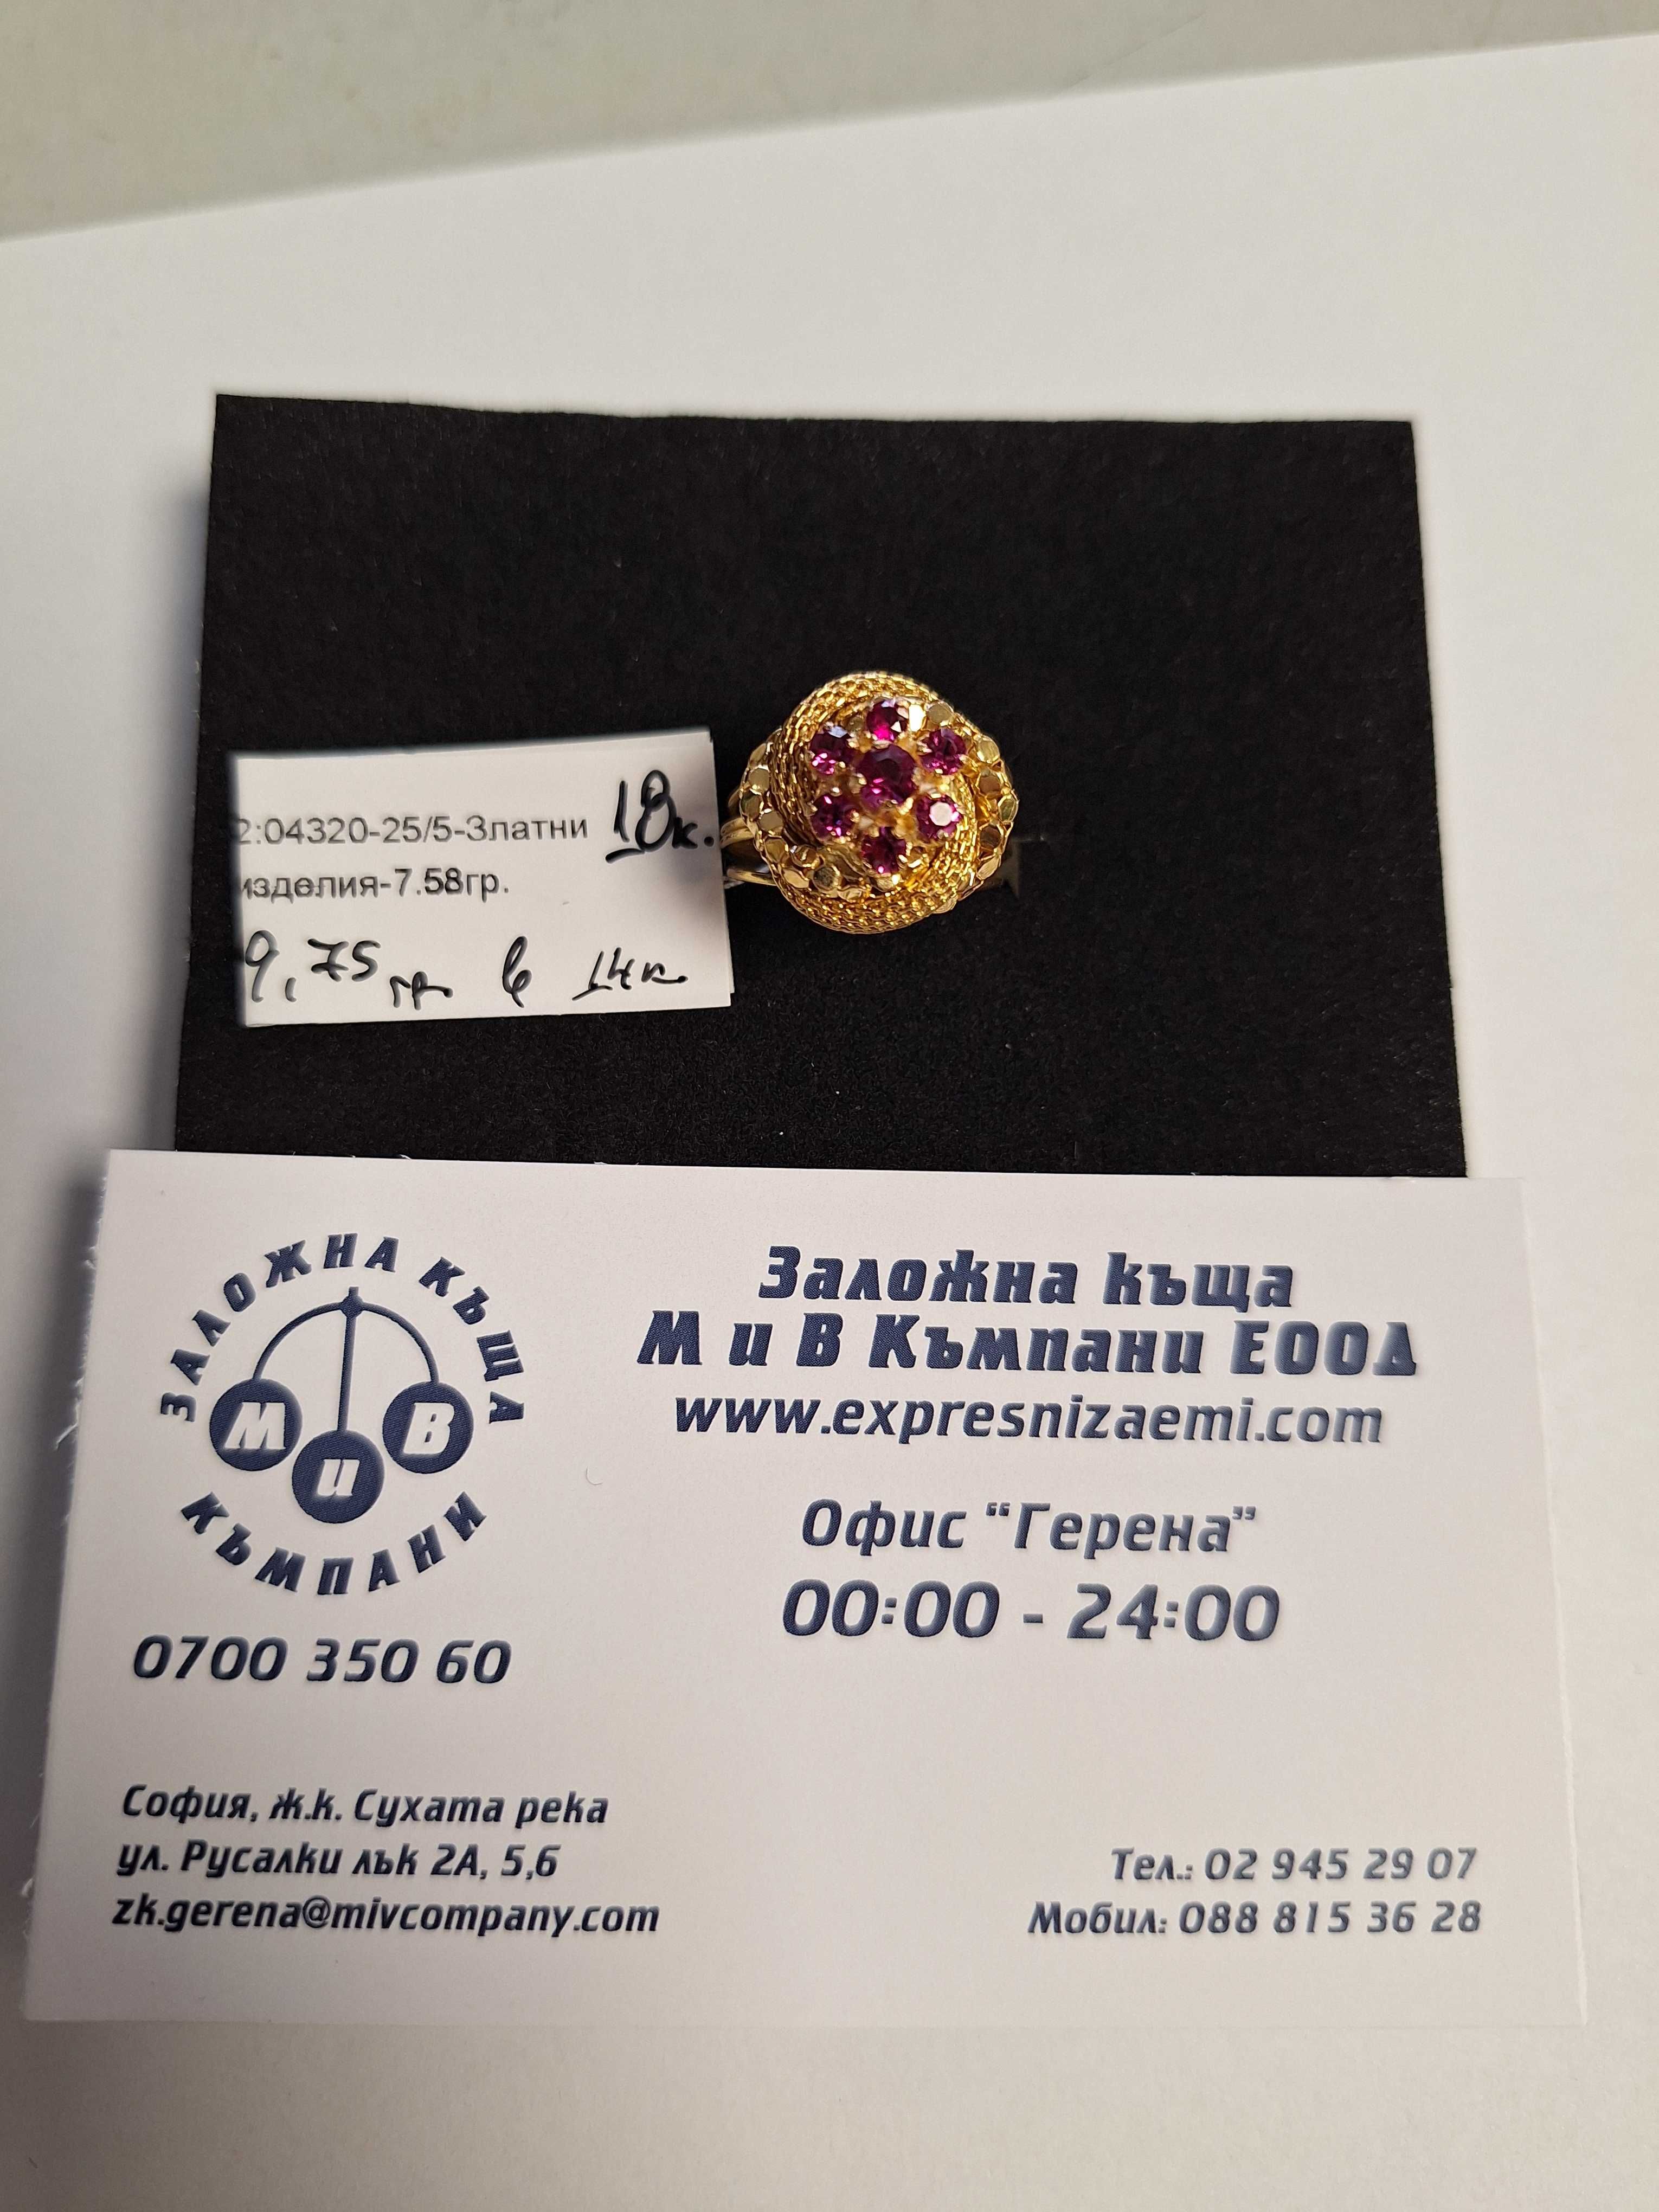 2:04320-25/5-Златни 18к.
изделия-7.58гр.
9,75 гр. в 14к.
ЗАЛОЖНА КЪЩА
М и В
КЪМПАНИ
0700 350 60
Заложна къща
М и В Къмпани ЕООД
www.expresnizaemi.com
Офис “Герена”
00:00 - 24:00
София, ж.к. Сухата река
ул. Русалки лък 2А, 5,6
zk.gerena@mivcompany.com
Тел.: 02 945 29 07
Мобил: 088 815 36 28